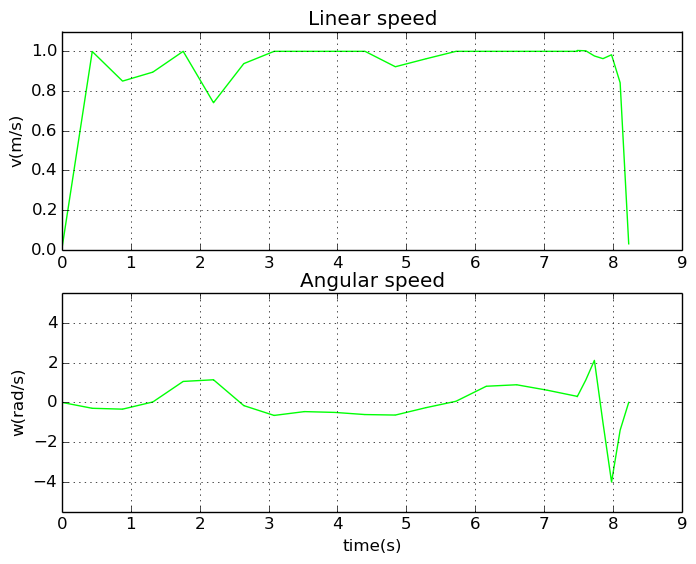 Linear speed
v(m/s)
1.0
0.8
0.6
0.4
0.2
0.0
0 1 2 3 4 5 6 7 8 9
Angular speed
w(rad/s)
4
2
0
−2
−4
0 1 2 3 4 5 6 7 8 9
time(s)